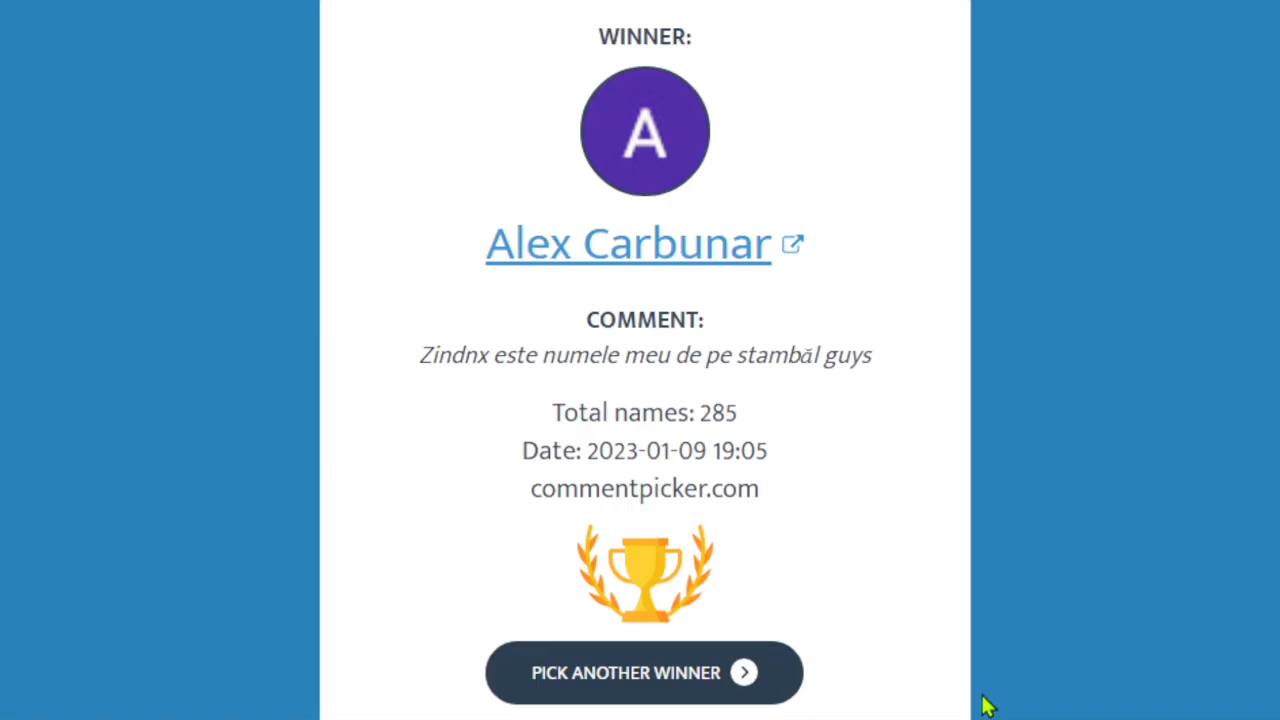 WINNER:
A
Alex Carbunar
COMMENT:
Zindnx este numele meu de pe stambăl guys
Total names: 285
Date: 2023-01-09 19:05
commentpicker.com
PICK ANOTHER WINNER